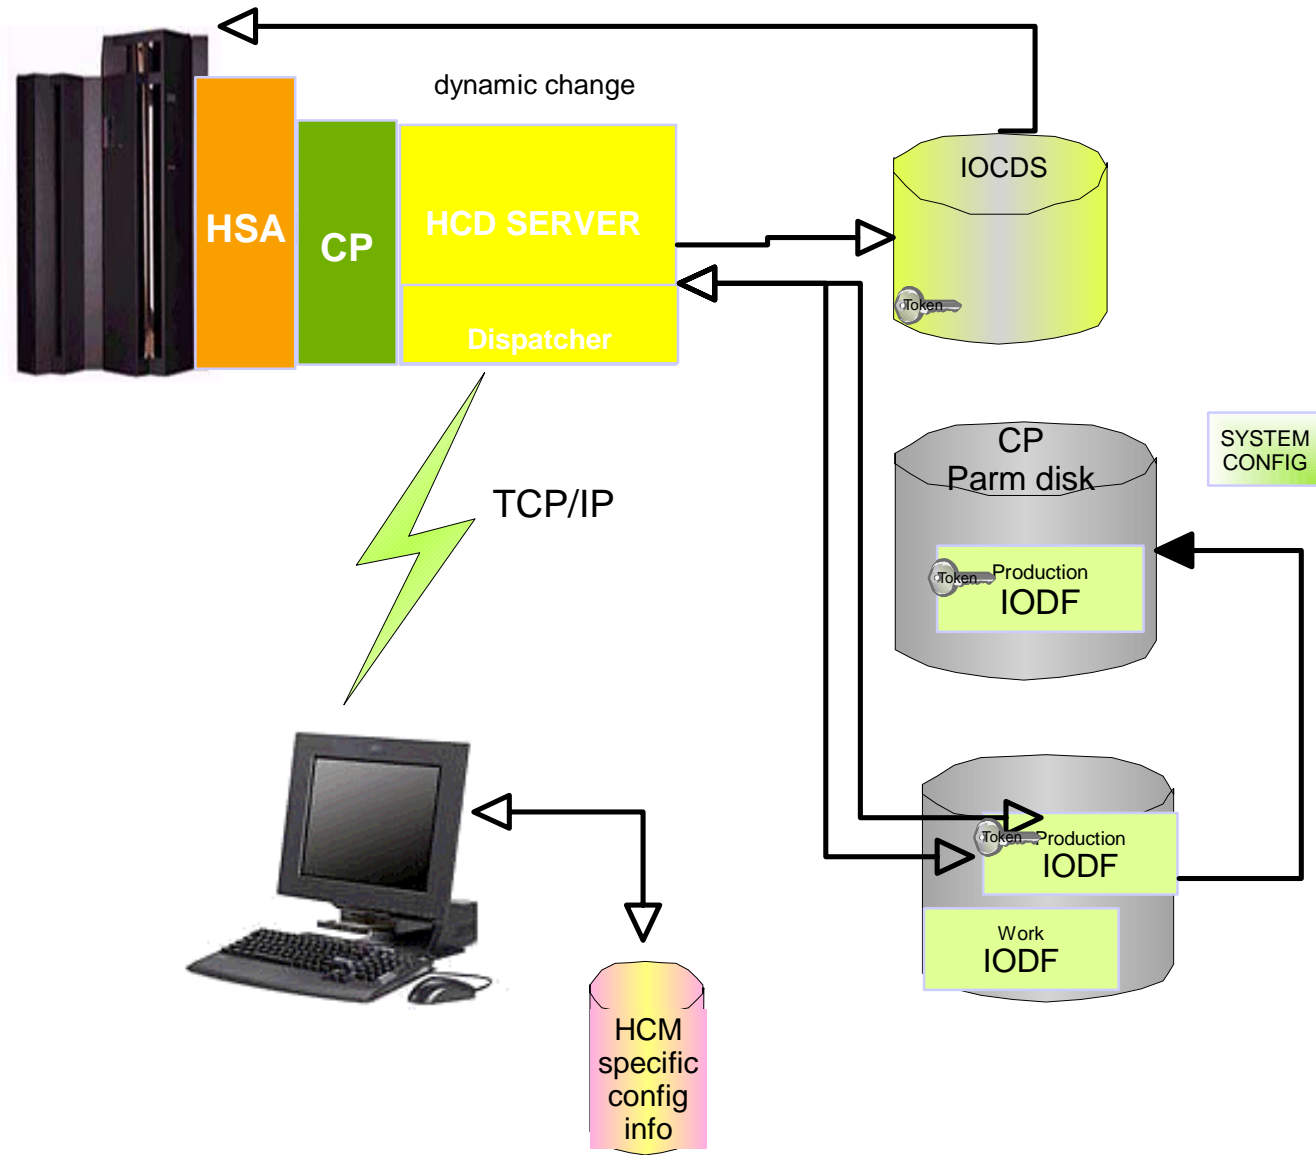 dynamic change
IOCDS
HSA
CP
HCD SERVER
Token
Dispatcher
CP
Parm disk
SYSTEM
CONFIG
TCP/IP
Token
Production
IODF
Token
Production
IODF
Work
IODF
HCM
specific
config
info